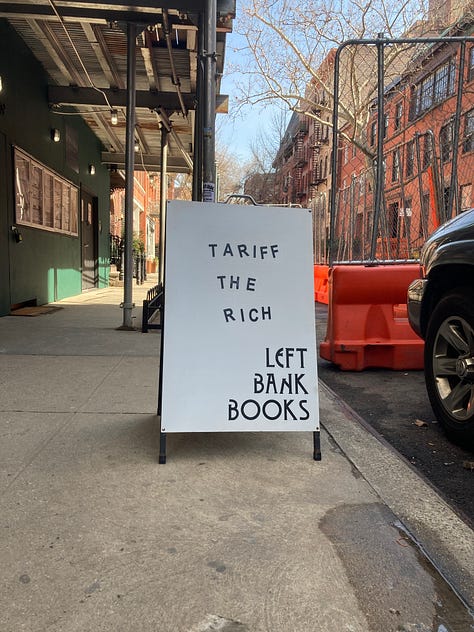 TARIFF
THE
RICH
LEFT
BANK
BOOKS